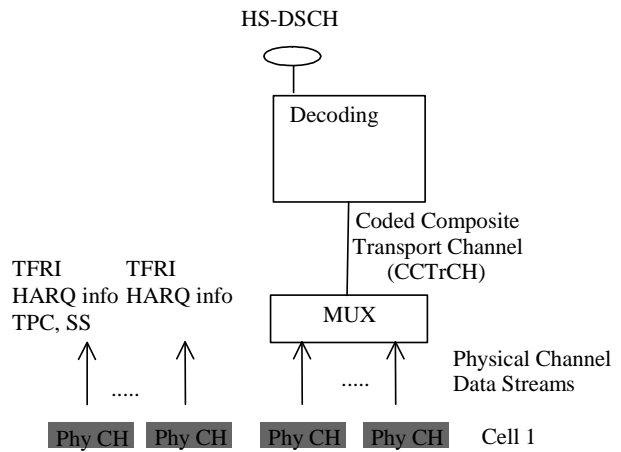 HS-DSCH
Decoding
Coded Composite
Transport Channel
(CCTrCH)
TFRI
HARQ info
TPC, SS
TFRI
HARQ info
MUX
Physical Channel
Data Streams
.....
.....
Phy CH
Phy CH
Phy CH
Phy CH
Cell 1